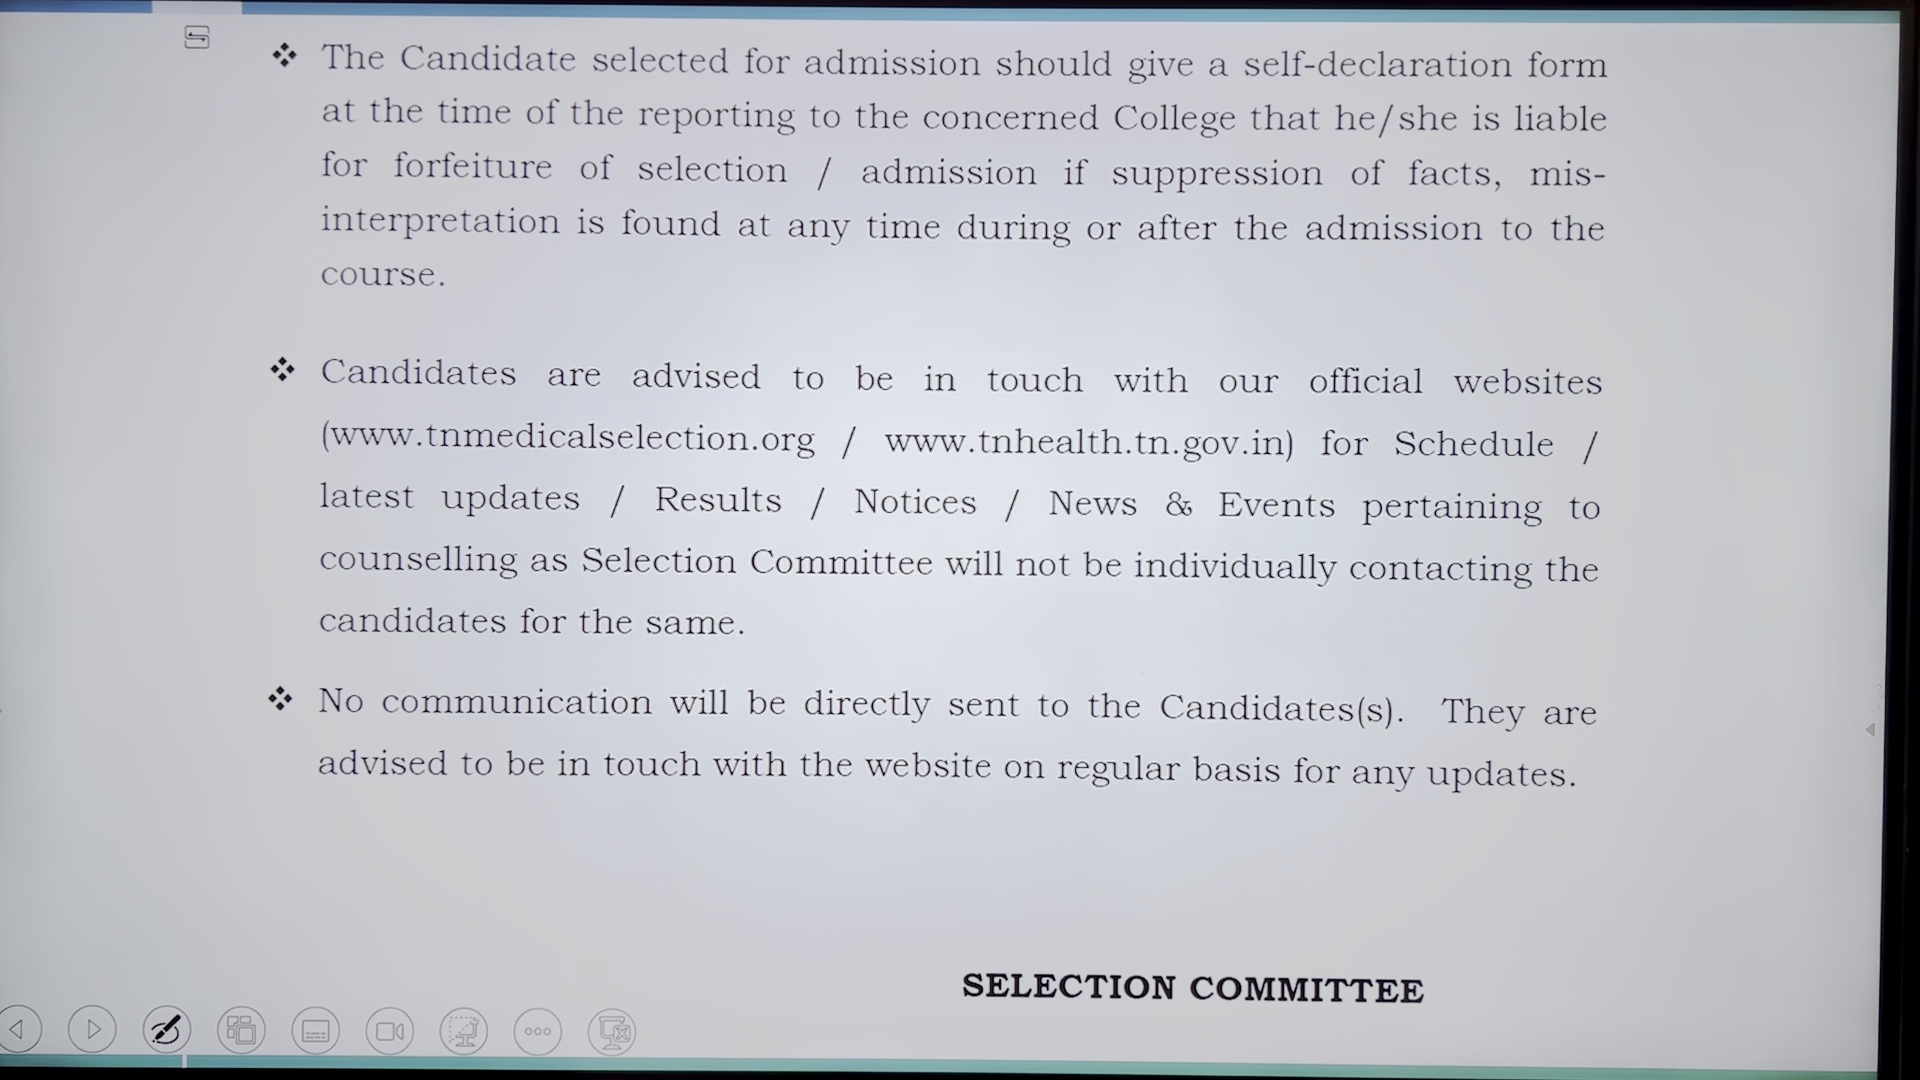 ❖ The Candidate selected for admission should give a self-declaration form
at the time of the reporting to the concerned College that he/she is liable
for forfeiture of selection / admission if suppression of facts, mis-
interpretation is found at any time during or after the admission to the
course.
❖ Candidates are advised to be in touch with our official websites
(www.tnmedicalselection.org / www.tnhealth.tn.gov.in) for Schedule /
latest updates / Results / Notices / News & Events pertaining to
counselling as Selection Committee will not be individually contacting the
candidates for the same.
❖ No communication will be directly sent to the Candidates(s). They are
advised to be in touch with the website on regular basis for any updates.
SELECTION COMMITTEE